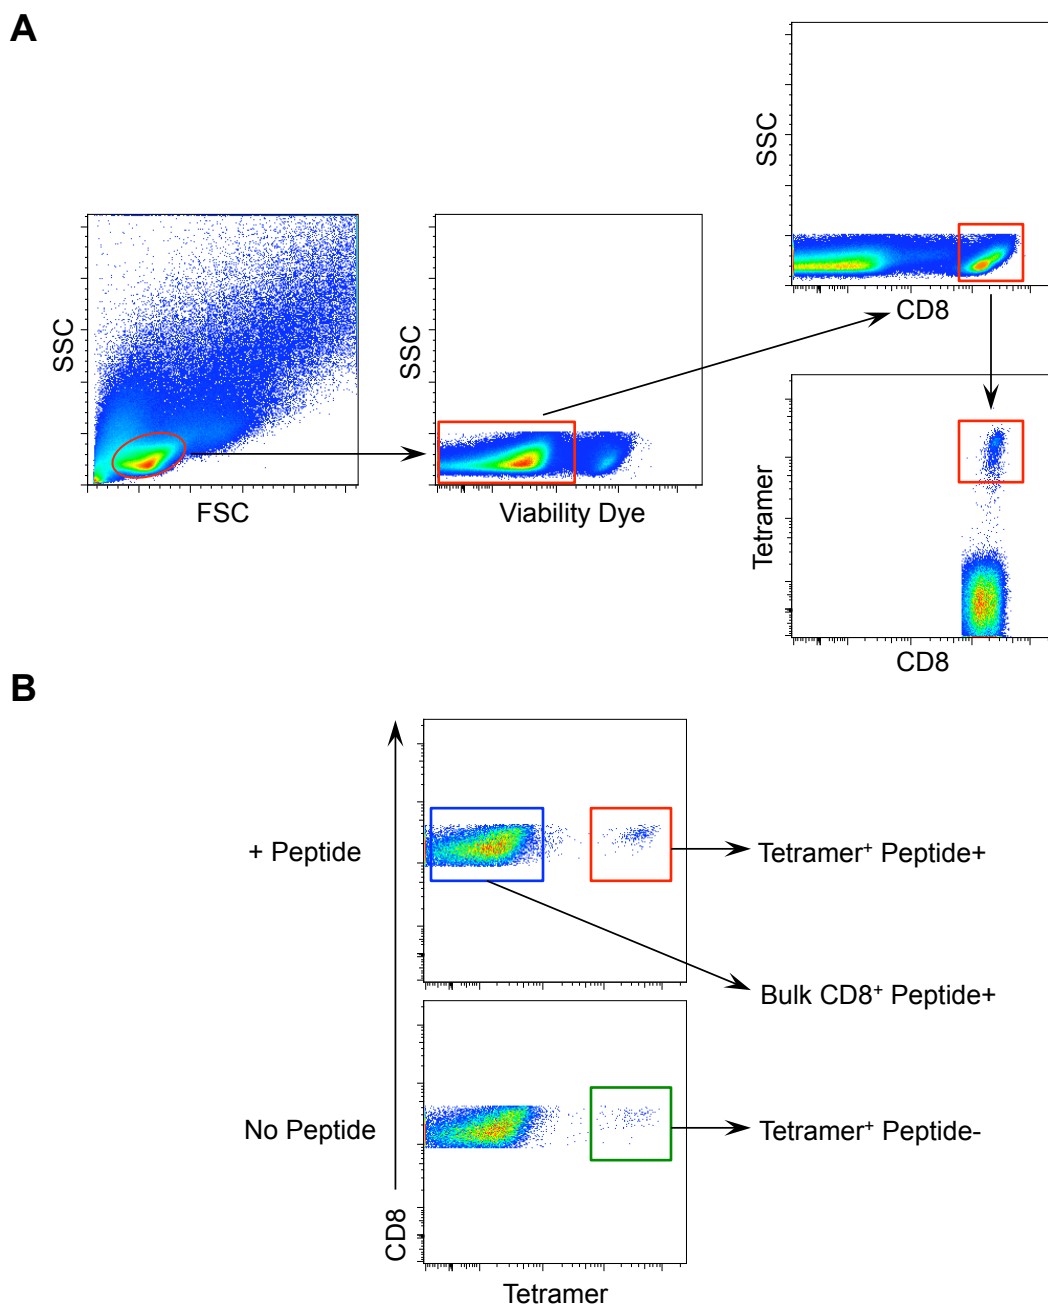 A
SSC
FSC
SSC
Viability Dye
SSC
CD8
Tetramer
CD8
B
+ Peptide
Tetramer⁺ Peptide+
Bulk CD8⁺ Peptide+
No Peptide
Tetramer⁺ Peptide-
CD8
Tetramer